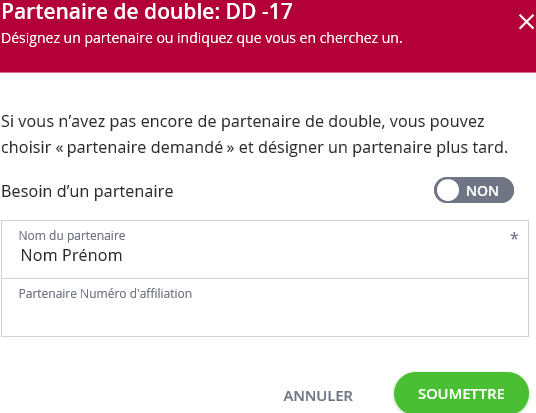 Partenaire de double: DD -17
Désignez un partenaire ou indiquez que vous en cherchez un.
Si vous n’avez pas encore de partenaire de double, vous pouvez
choisir « partenaire demandé » et désigner un partenaire plus tard.
Besoin d’un partenaire
NON
Nom du partenaire *
Nom Prénom
Partenaire Numéro d'affiliation
ANNULER
SOUMETTRE